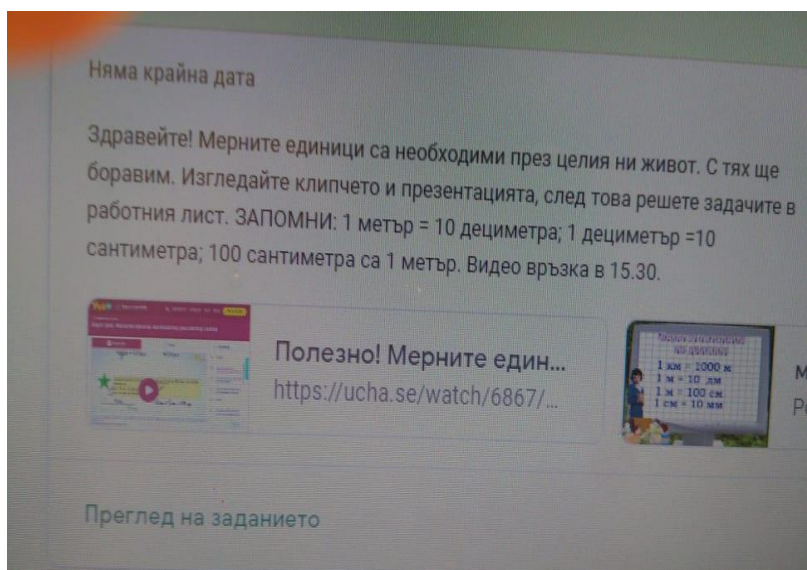 Няма крайна дата
Здравейте! Мерните единици са необходими през целия ни живот. С тях ще
боравим. Изгледайте клипчето и презентацията, след това решете задачите в
работния лист. ЗАПОМНИ: 1 метър = 10 дециметра; 1 дециметър =10
сантиметра; 100 сантиметра са 1 метър. Видео връзка в 15.30.
Полезно! Мерните един...
https://ucha.se/watch/6867/...
1 км = 1000 м
1 м = 10 дм
1 м = 100 см
1 см = 10 мм
Преглед на заданието